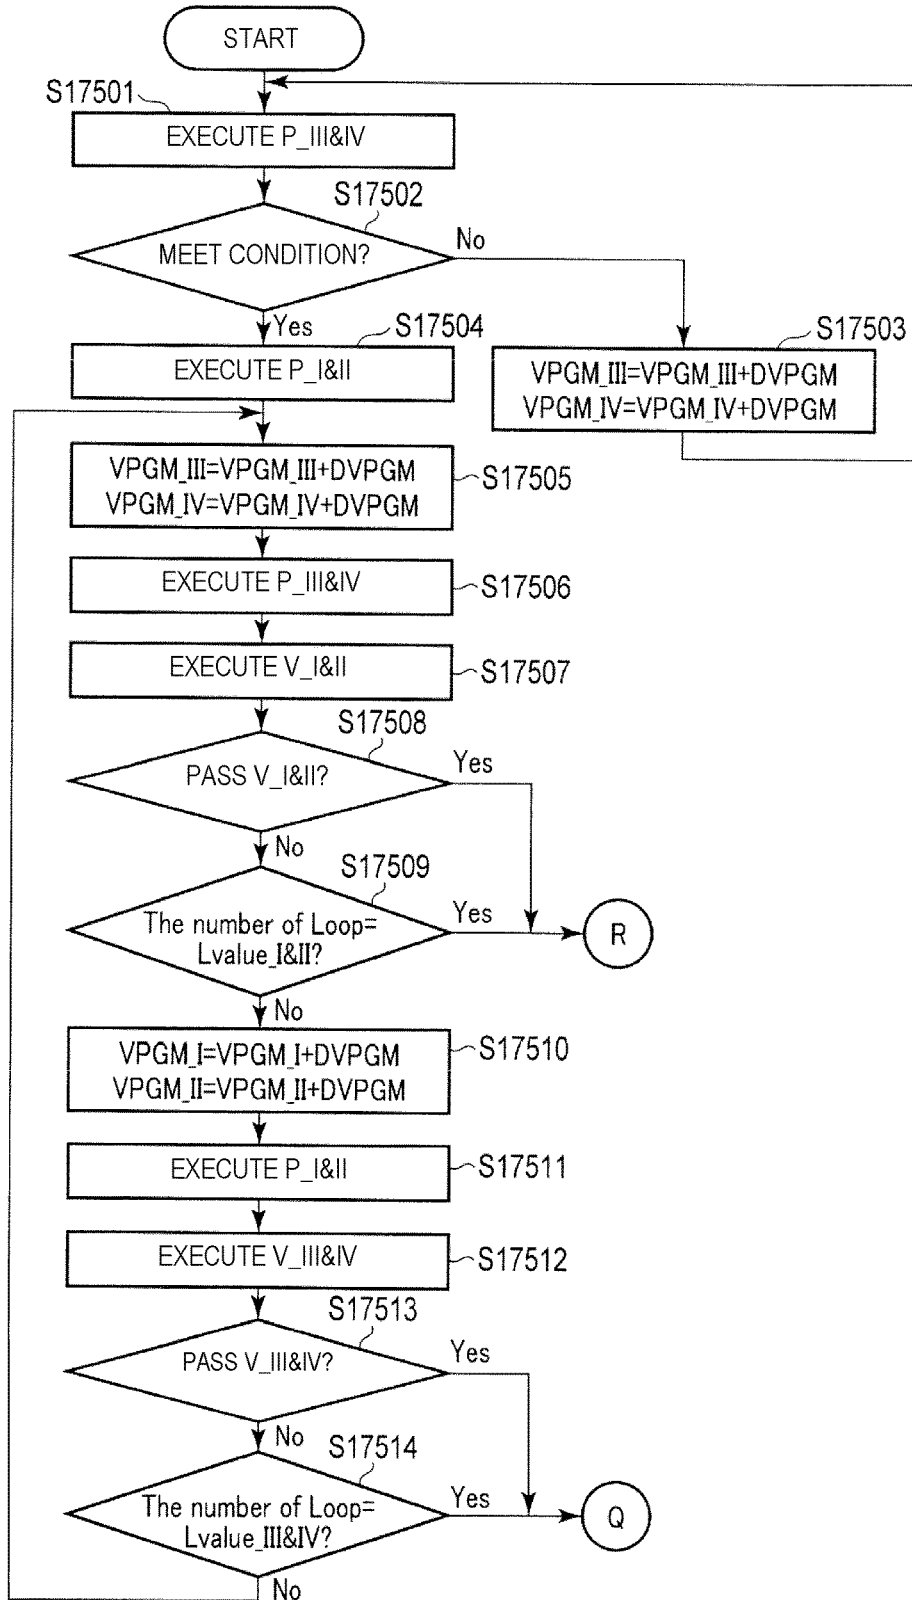 START
S17501
EXECUTE P_III&IV
S17502
MEET CONDITION?
No
Yes
S17503
VPGM_III=VPGM_III+DVPGM
VPGM_IV=VPGM_IV+DVPGM
S17504
EXECUTE P_I&II
VPGM_III=VPGM_III+DVPGM
VPGM_IV=VPGM_IV+DVPGM
S17505
EXECUTE P_III&IV
S17506
EXECUTE V_I&II
S17507
S17508
PASS V_I&II?
Yes
No
S17509
The number of Loop=
Lvalue_I&II?
Yes
R
No
VPGM_I=VPGM_I+DVPGM
VPGM_II=VPGM_II+DVPGM
S17510
EXECUTE P_I&II
S17511
EXECUTE V_III&IV
S17512
S17513
PASS V_III&IV?
Yes
No
S17514
The number of Loop=
Lvalue_III&IV?
Yes
Q
No